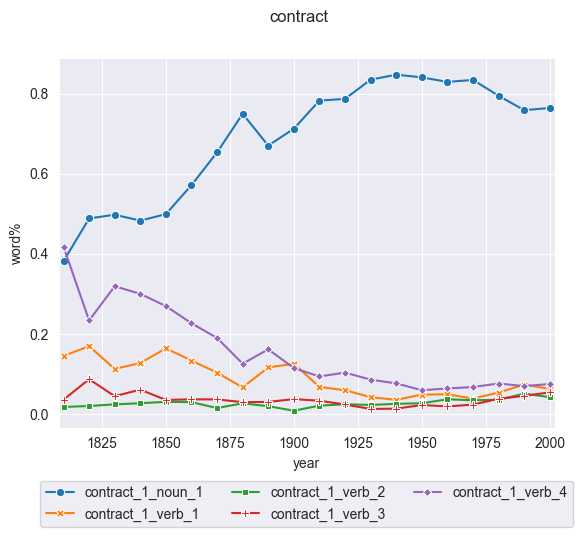 contract
0.8
0.6
0.4
0.2
0.0
word%
1825 1850 1875 1900 1925 1950 1975 2000
year
contract_1_noun_1 contract_1_verb_2 contract_1_verb_4
contract_1_verb_1 contract_1_verb_3